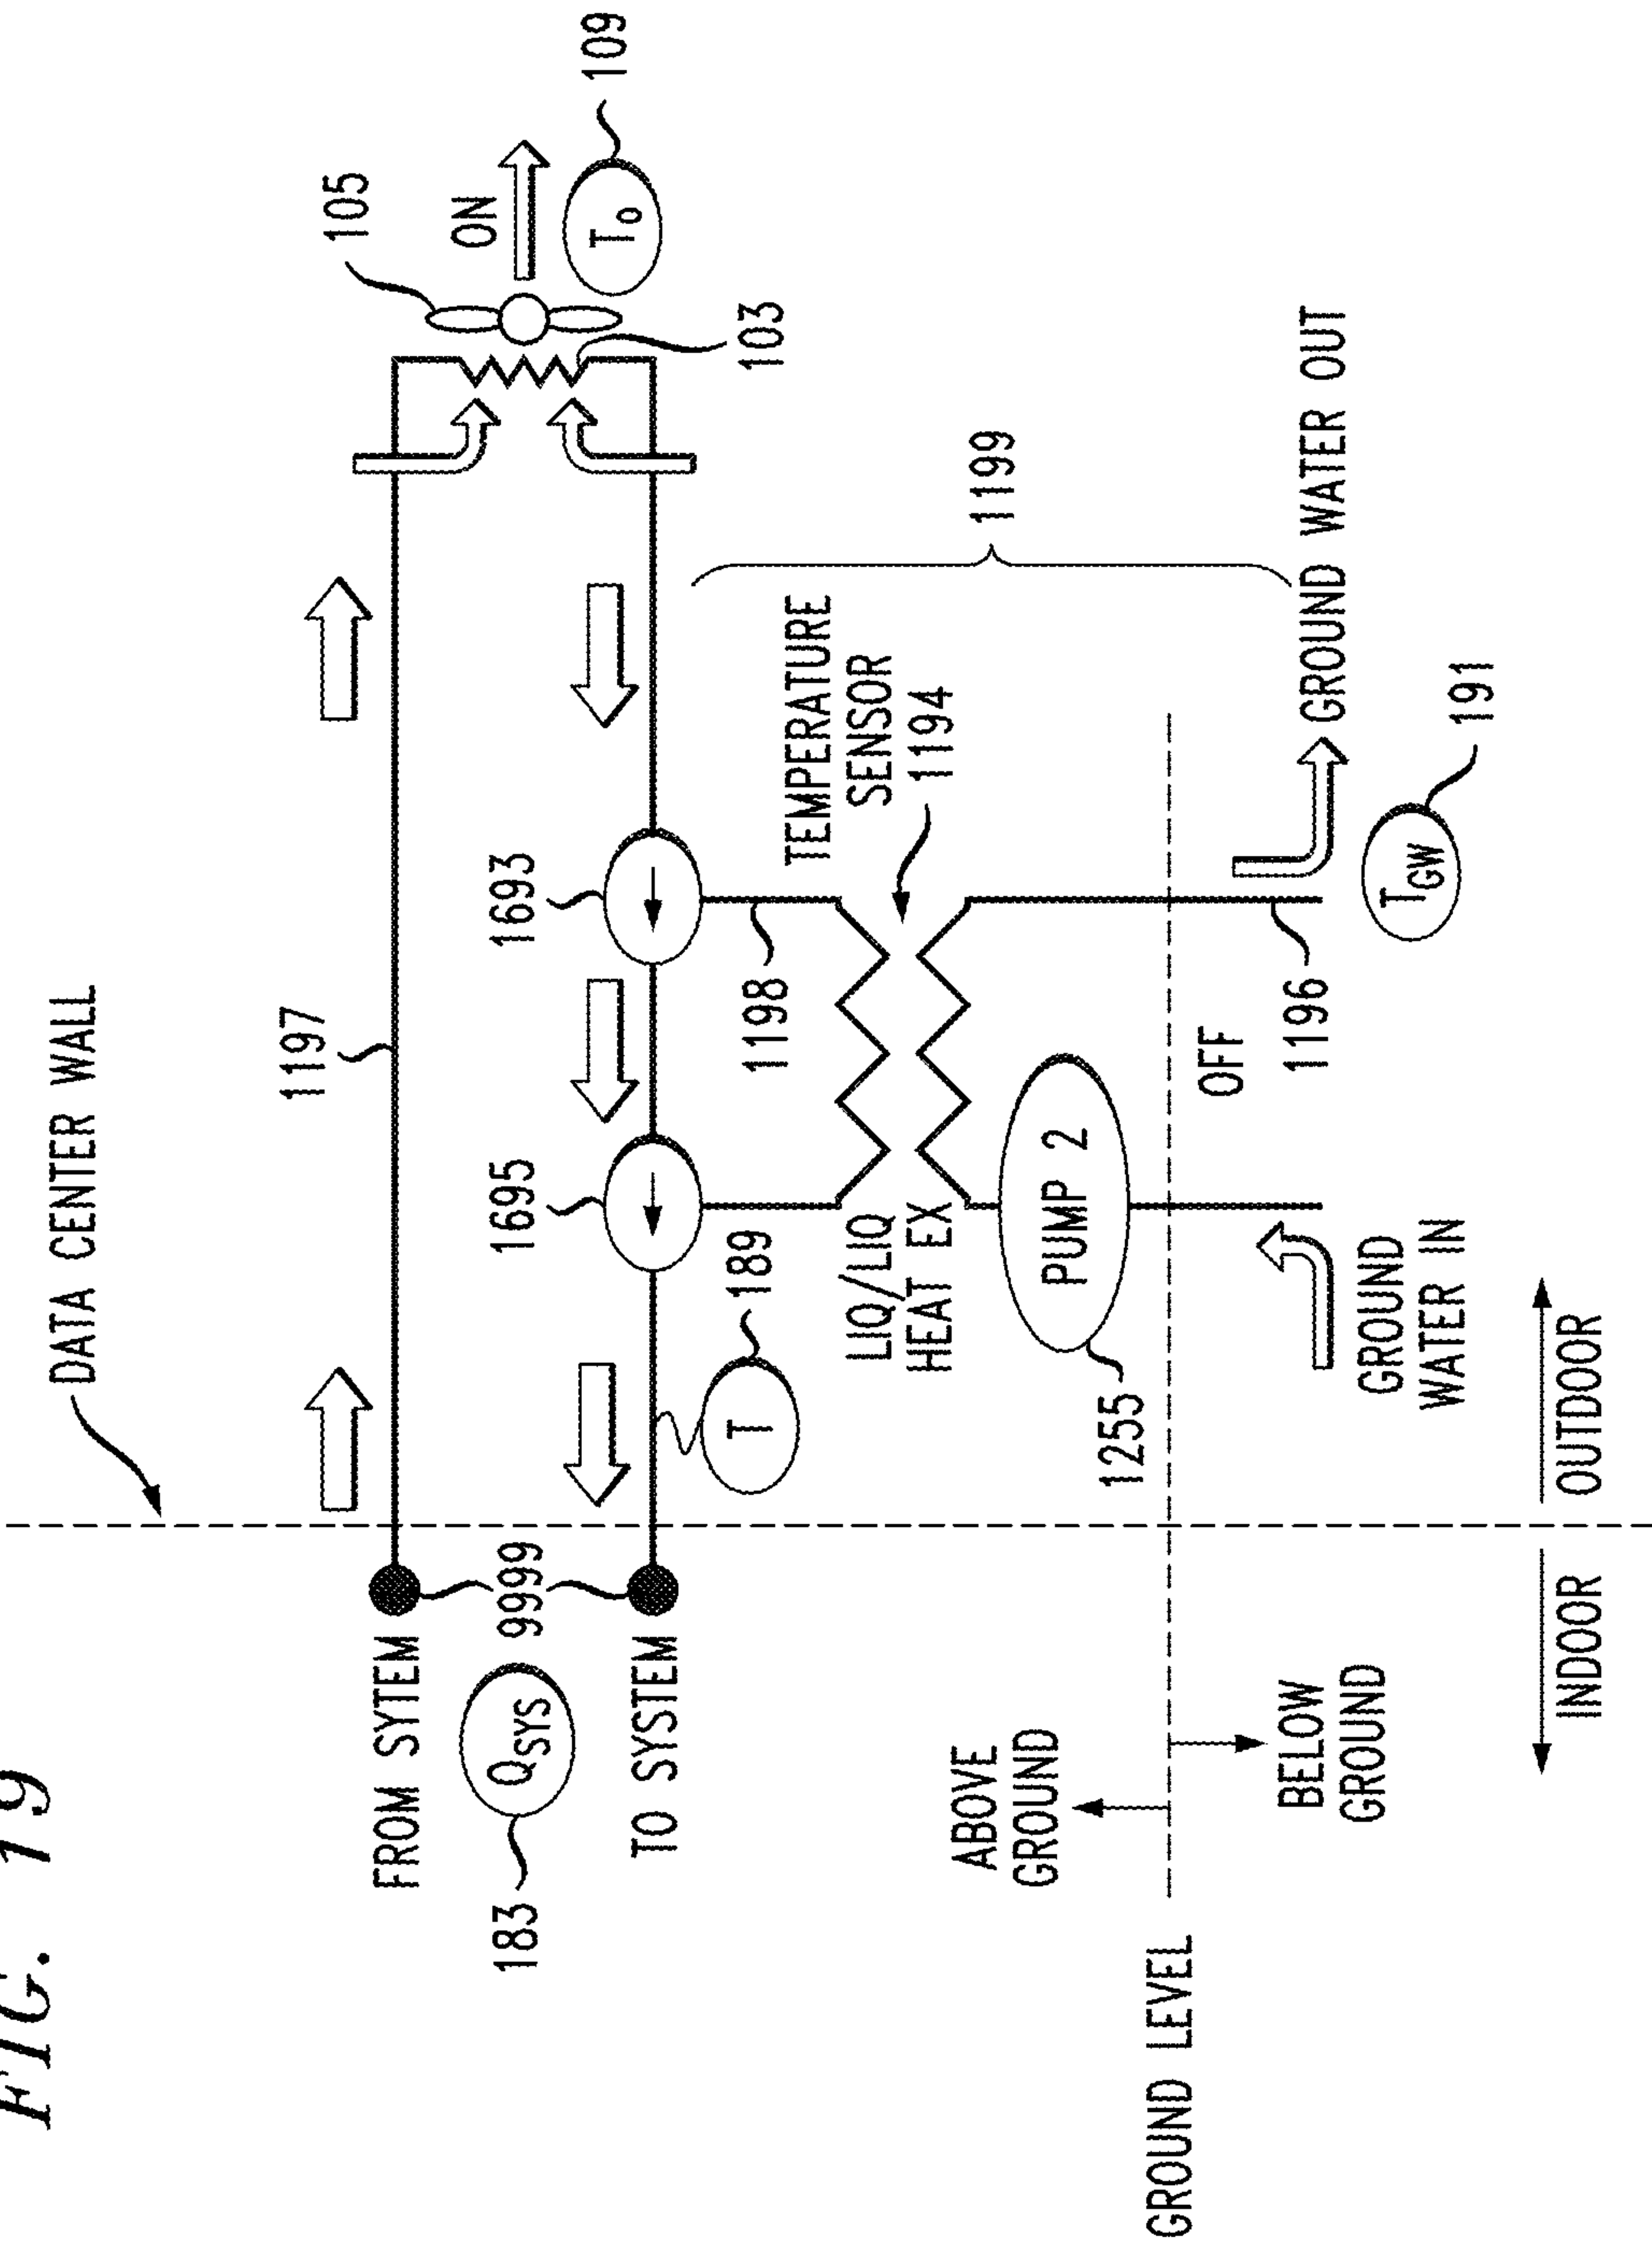 FIG. 19
DATA CENTER WALL
1197
105
ON
109
T0
103
FROM SYTEM
9999
183
QSYS
TO SYSTEM
1695
1693
189
T
1198
TEMPERATURE
SENSOR
1194
1199
LIQ/LIQ
HEAT EX
PUMP 2
1255
ABOVE
GROUND
GROUND LEVEL
BELOW
GROUND
OFF
1196
GROUND WATER OUT
GROUND
WATER IN
TGW
191
INDOOR
OUTDOOR